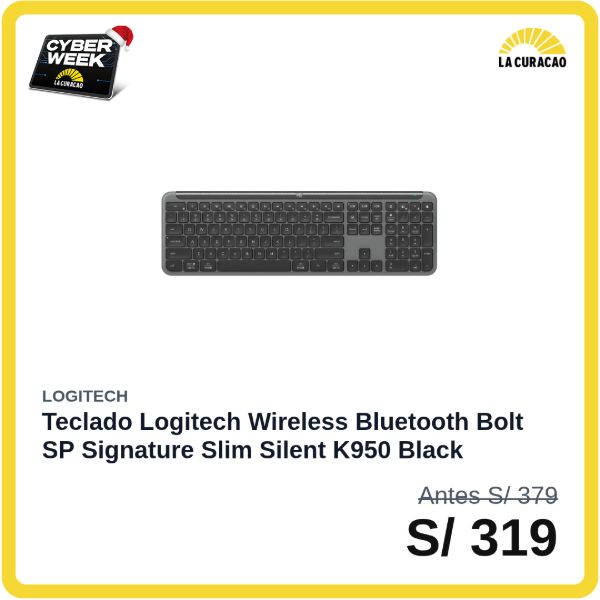 CYBER
WEEK
LA CURACAO
LA CURACAO
LOGITECH
Teclado Logitech Wireless Bluetooth Bolt
SP Signature Slim Silent K950 Black
Antes S/ 379
S/ 319